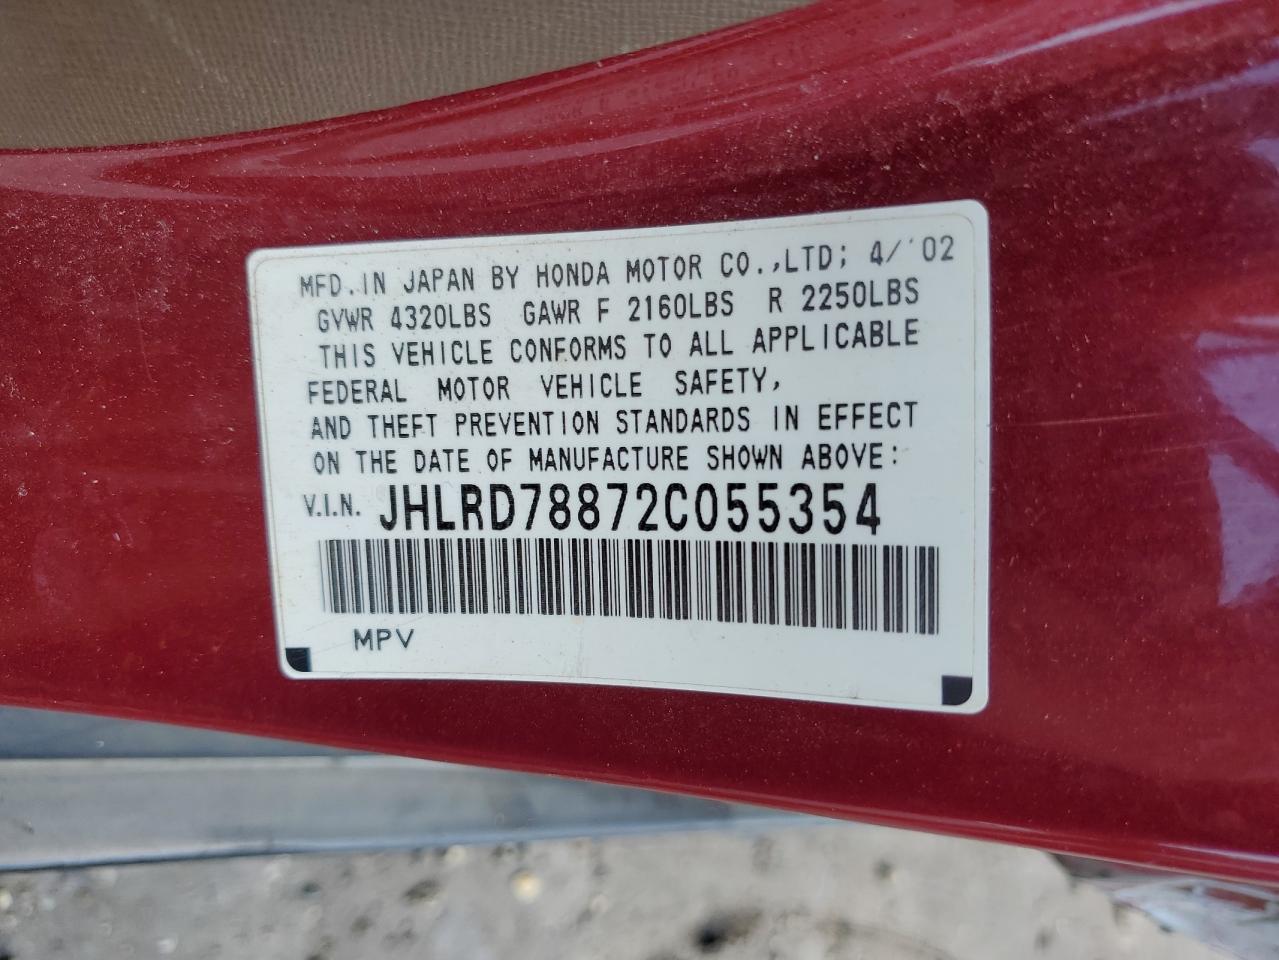 MFD. IN JAPAN BY HONDA MOTOR CO.,LTD; 4/'02
GVWR 4320LBS GAWR F 2160LBS R 2250LBS
THIS VEHICLE CONFORMS TO ALL APPLICABLE
FEDERAL MOTOR VEHICLE SAFETY,
AND THEFT PREVENTION STANDARDS IN EFFECT
ON THE DATE OF MANUFACTURE SHOWN ABOVE:
V.I.N. JHLRD78872C055354
MPV